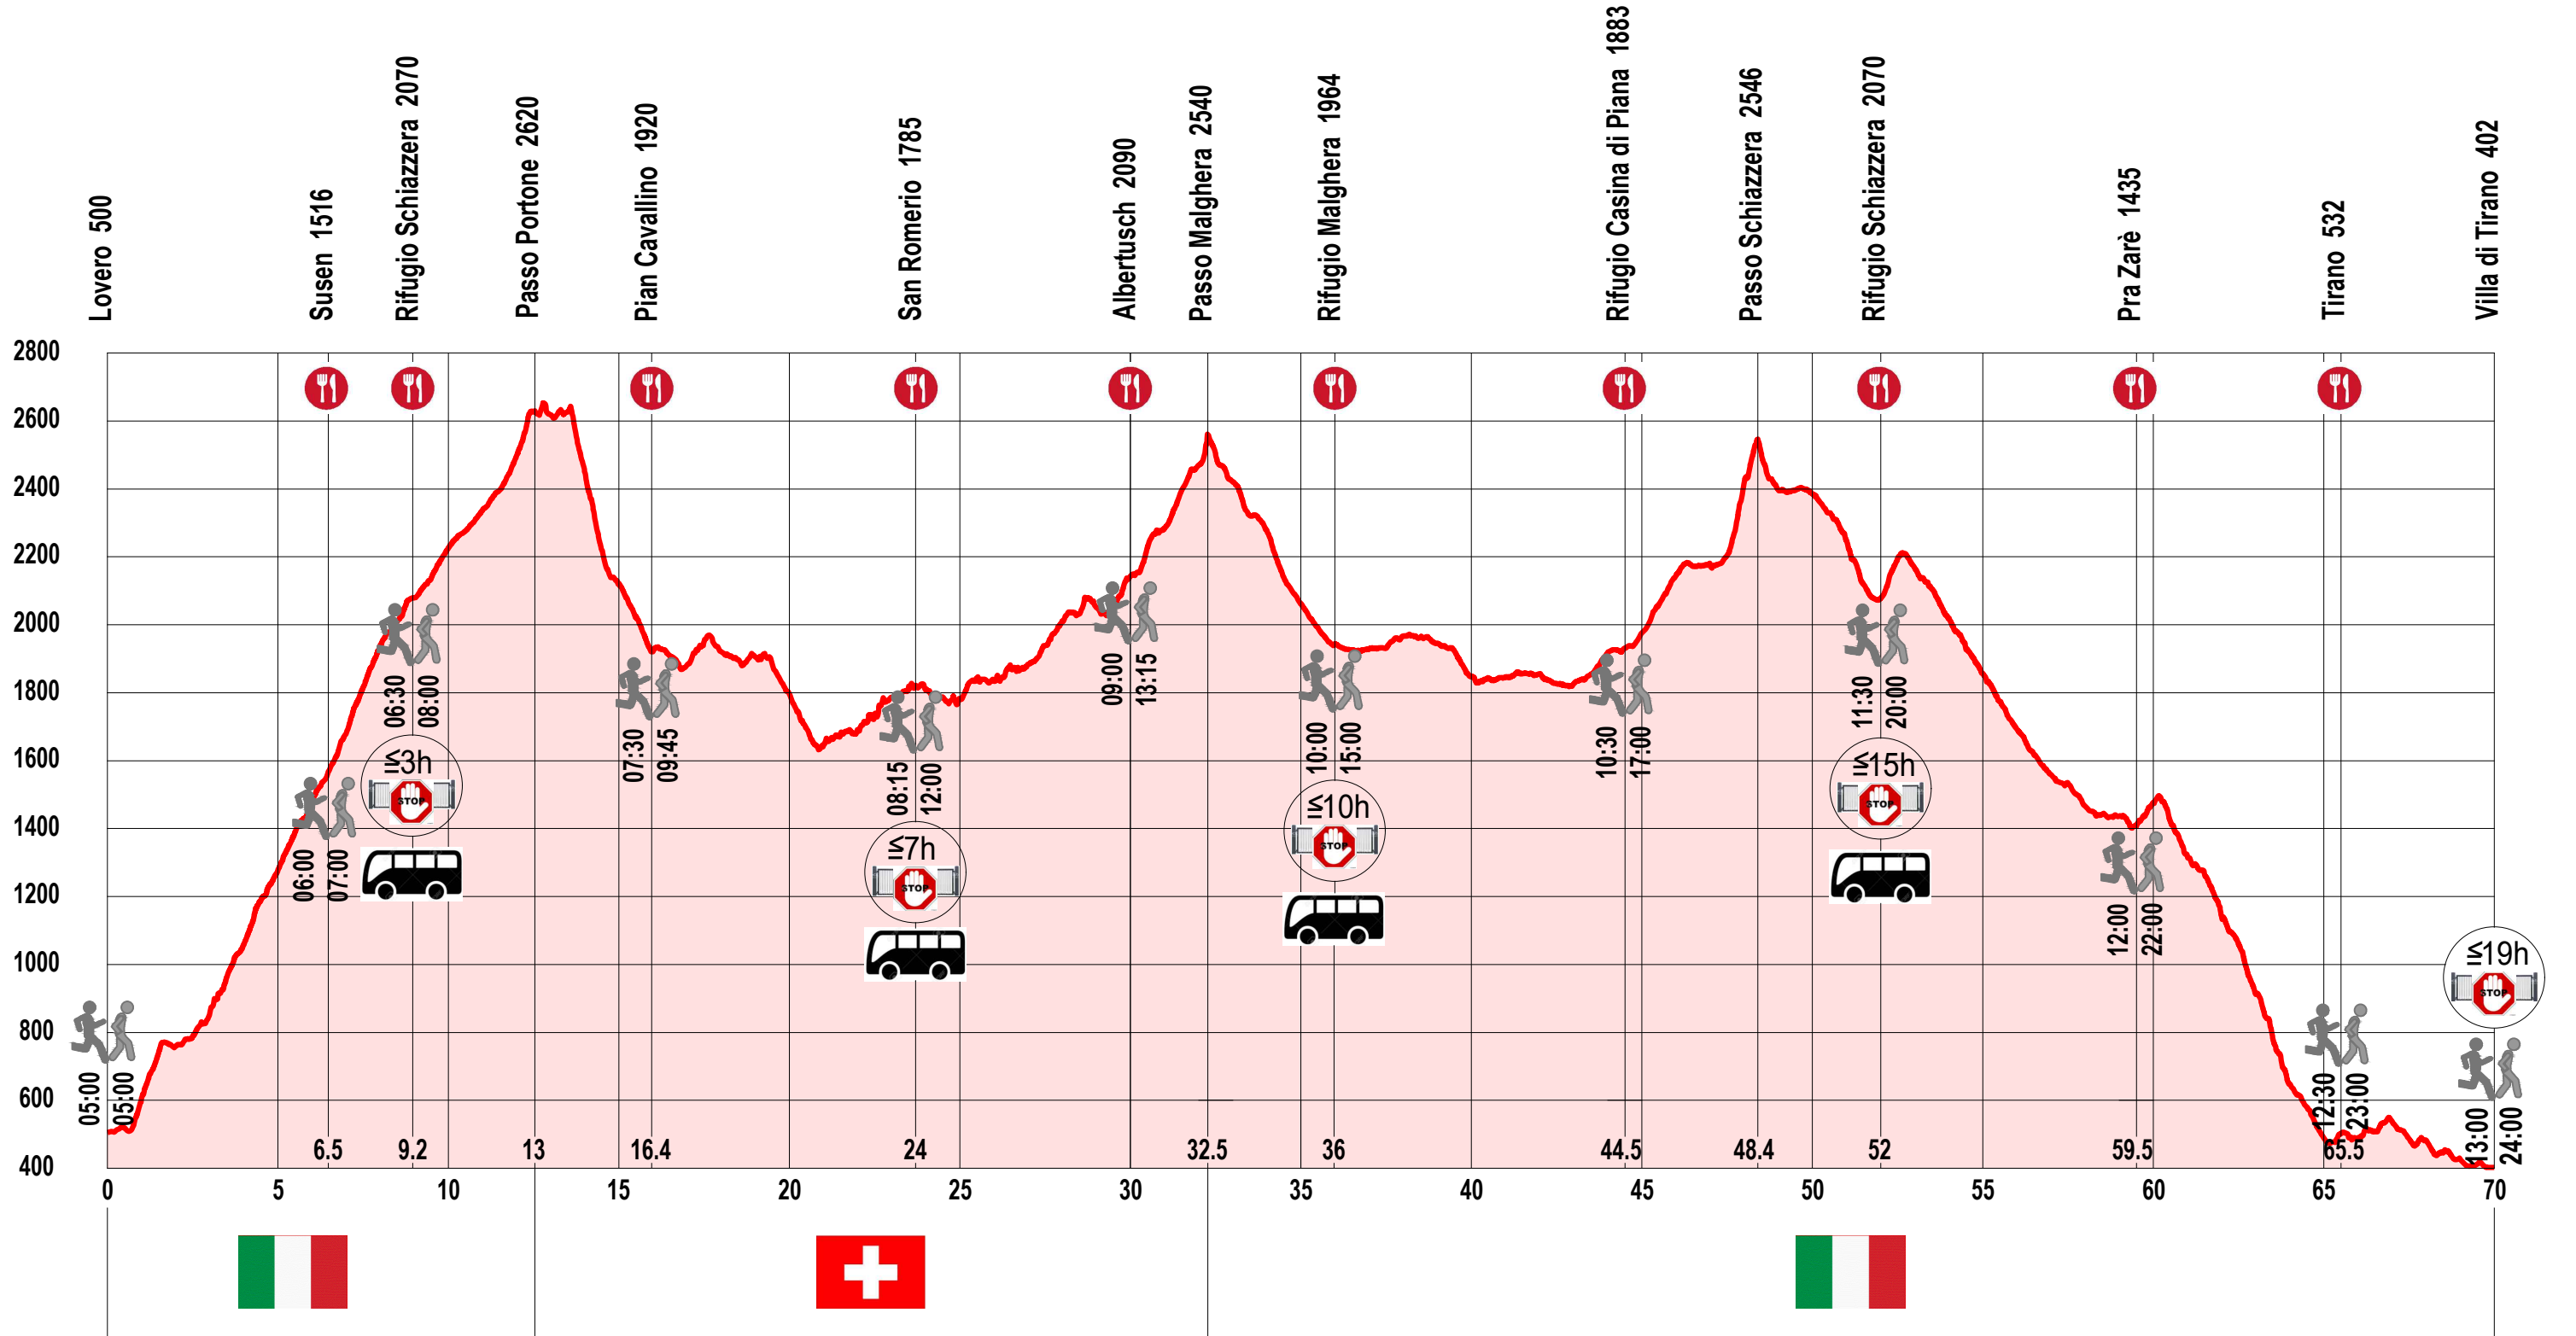 Lovero 500
Susen 1516
Rifugio Schiazzera 2070
Passo Portone 2620
Pian Cavallino 1920
San Romerio 1785
Albertusch 2090
Passo Malghera 2540
Rifugio Malghera 1964
Rifugio Casina di Piana 1883
Passo Schiazzera 2546
Rifugio Schiazzera 2070
Pra Zarè 1435
Tirano 532
Villa di Tirano 402
2800
2600
2400
2200
2000
1800
1600
1400
1200
1000
800
600
400
05:00
05:00
06:00
07:00
06:30
08:00
≤3h
STOP
07:30
09:45
08:15
12:00
≤7h
STOP
09:00
13:15
10:00
15:00
≤10h
STOP
10:30
17:00
11:30
20:00
≤15h
STOP
12:00
22:00
12:30
23:00
≤19h
STOP
13:00
24:00
6.5
9.2
13
16.4
24
32.5
36
44.5
48.4
52
59.5
65.5
0
5
10
15
20
25
30
35
40
45
50
55
60
65
70